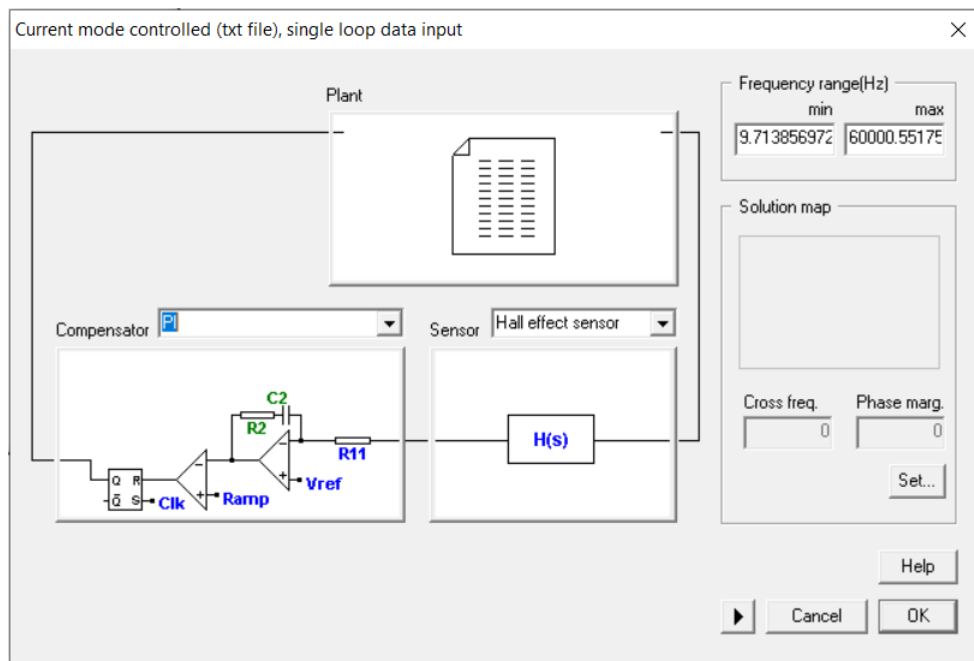 Current mode controlled (txt file), single loop data input
Plant
Frequency range(Hz)
min max
9.713856972 60000.55175
Solution map
Compensator PI
Sensor Hall effect sensor
C2
R2
R11
H(s)
Vref
Ramp
Q R
Q̅ S
Clk
Cross freq. Phase marg.
0 0
Set...
Help
Cancel OK